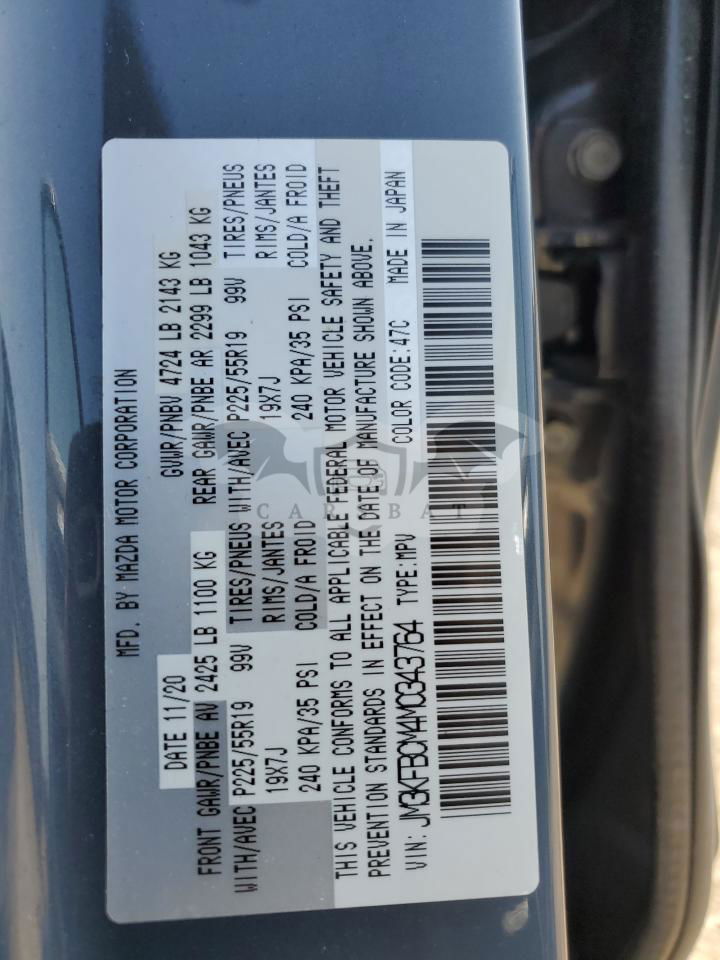 MFD. BY MAZDA MOTOR CORPORATION
DATE 11/20 GVWR/PNBV 4724 LB 2143 KG
FRONT GAWR/PNBE AV 2425 LB 1100 KG REAR GAWR/PNBE AR 2299 LB 1043 KG
WITH/AVEC P225/55R19 99V TIRES/PNEUS WITH/AVEC P225/55R19 99V TIRES/PNEUS
19X7J RIMS/JANTES 19X7J RIMS/JANTES
240 KPA/35 PSI COLD/A FROID 240 KPA/35 PSI COLD/A FROID
THIS VEHICLE CONFORMS TO ALL APPLICABLE FEDERAL MOTOR VEHICLE SAFETY AND THEFT
PREVENTION STANDARDS IN EFFECT ON THE DATE OF MANUFACTURE SHOWN ABOVE.
VIN: JM3KFBCM4M0343764 TYPE: MPV COLOR CODE: 47C MADE IN JAPAN
CARSBAT